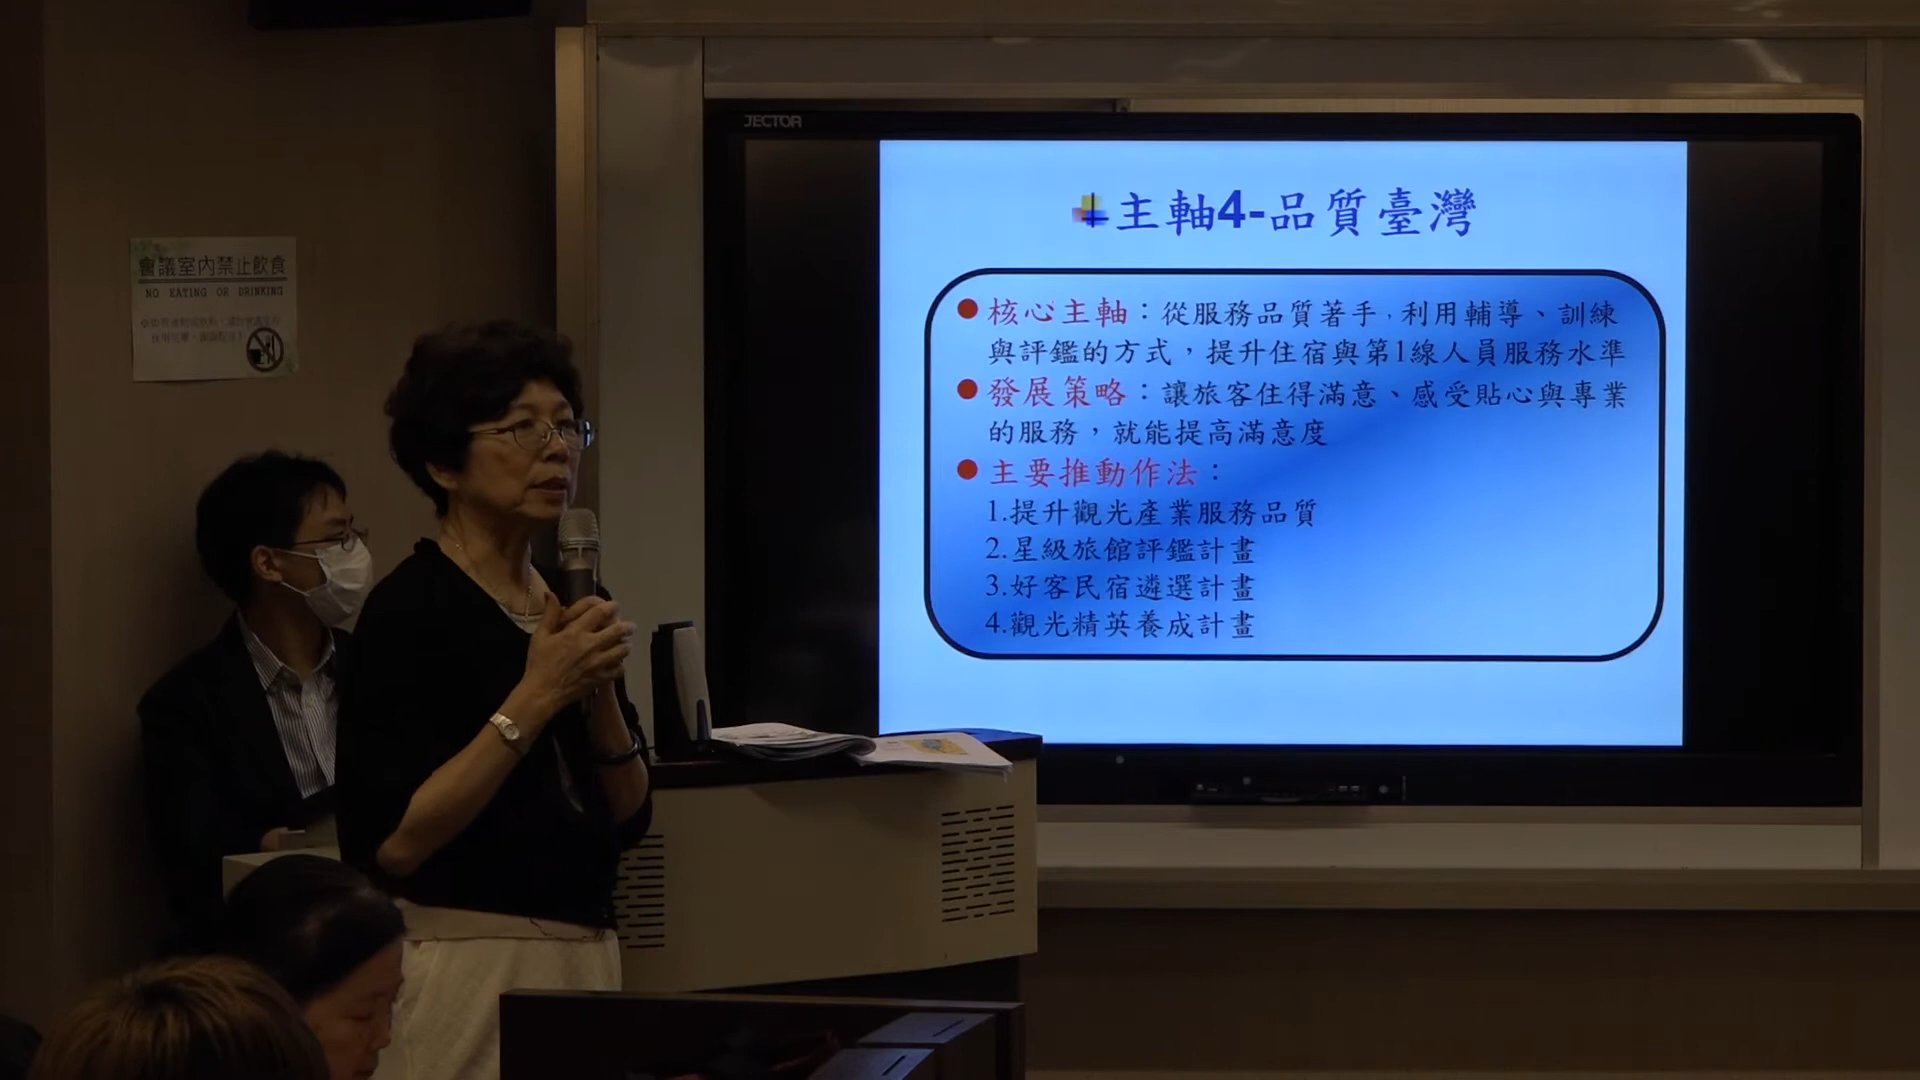 JECTOR
主軸4-品質臺灣
核心主軸：從服務品質著手,利用輔導、訓練
與評鑑的方式，提升住宿與第1線人員服務水準
發展策略：讓旅客住得滿意、感受貼心與專業
的服務，就能提高滿意度
主要推動作法：
1.提升觀光產業服務品質
2.星級旅館評鑑計畫
3.好客民宿遴選計畫
4.觀光精英養成計畫
會議室內禁止飲食
NO EATING OR DRINKING